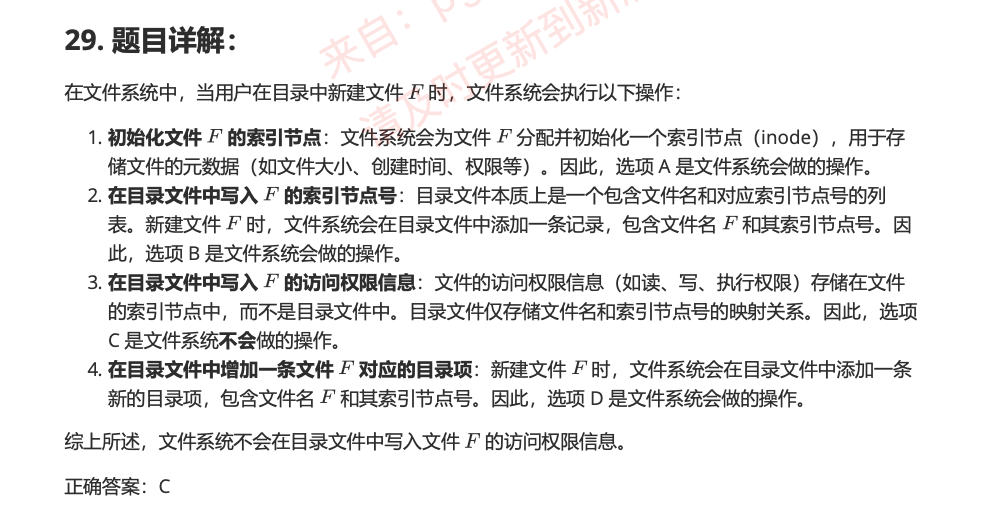 来自：
请及时更新到新
29. 题目详解：
在文件系统中，当用户在目录中新建文件 F 时，文件系统会执行以下操作：
1. 初始化文件 F 的索引节点：文件系统会为文件 F 分配并初始化一个索引节点（inode），用于存
储文件的元数据（如文件大小、创建时间、权限等）。因此，选项 A 是文件系统会做的操作。
2. 在目录文件中写入 F 的索引节点号：目录文件本质上是一个包含文件名和对应索引节点号的列
表。新建文件 F 时，文件系统会在目录文件中添加一条记录，包含文件名 F 和其索引节点号。因
此，选项 B 是文件系统会做的操作。
3. 在目录文件中写入 F 的访问权限信息：文件的访问权限信息（如读、写、执行权限）存储在文件
的索引节点中，而不是目录文件中。目录文件仅存储文件名和索引节点号的映射关系。因此，选项
C 是文件系统不会做的操作。
4. 在目录文件中增加一条文件 F 对应的目录项：新建文件 F 时，文件系统会在目录文件中添加一条
新的目录项，包含文件名 F 和其索引节点号。因此，选项 D 是文件系统会做的操作。
综上所述，文件系统不会在目录文件中写入文件 F 的访问权限信息。
正确答案：C